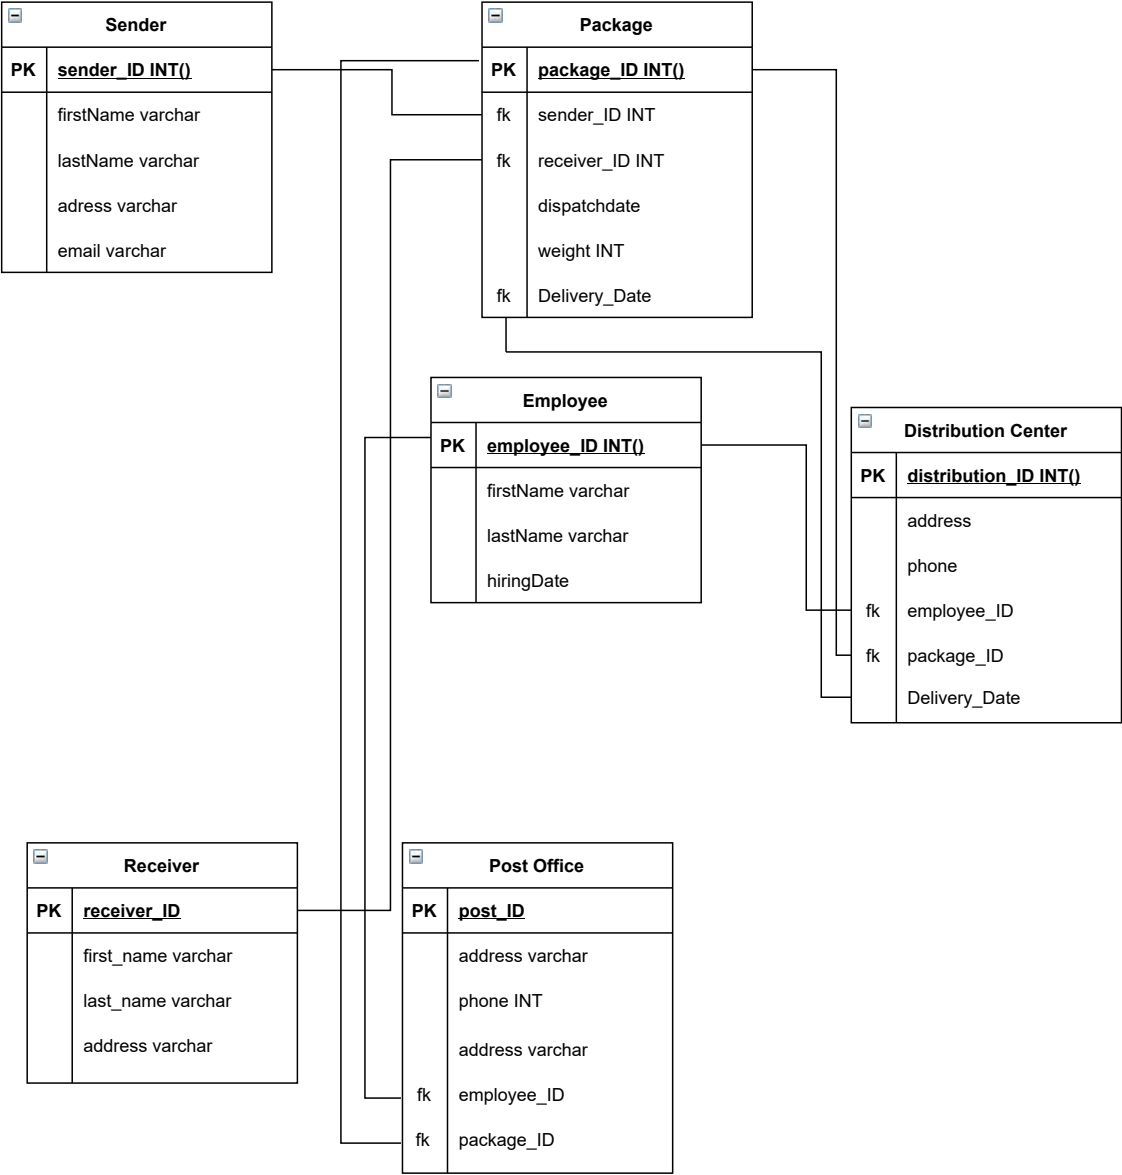 Sender
PK sender_ID INT()
firstName varchar
lastName varchar
adress varchar
email varchar
Package
PK package_ID INT()
fk sender_ID INT
fk receiver_ID INT
dispatchdate
weight INT
fk Delivery_Date
Employee
PK employee_ID INT()
firstName varchar
lastName varchar
hiringDate
Distribution Center
PK distribution_ID INT()
address
phone
fk employee_ID
fk package_ID
Delivery_Date
Receiver
PK receiver_ID
first_name varchar
last_name varchar
address varchar
Post Office
PK post_ID
address varchar
phone INT
address varchar
fk employee_ID
fk package_ID